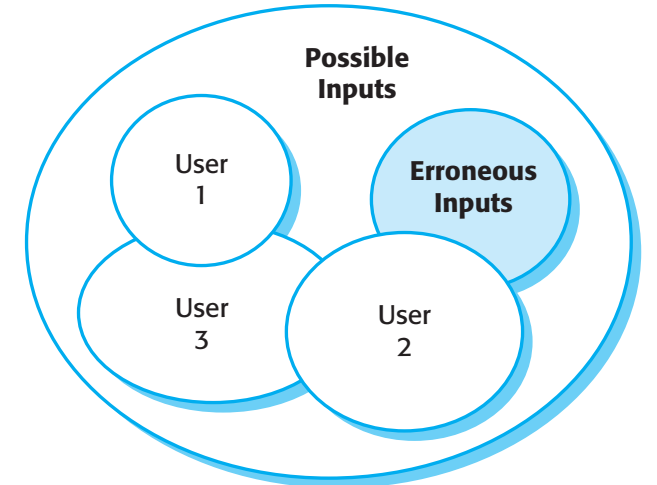 Possible
Inputs
User
1
Erroneous
Inputs
User
3
User
2